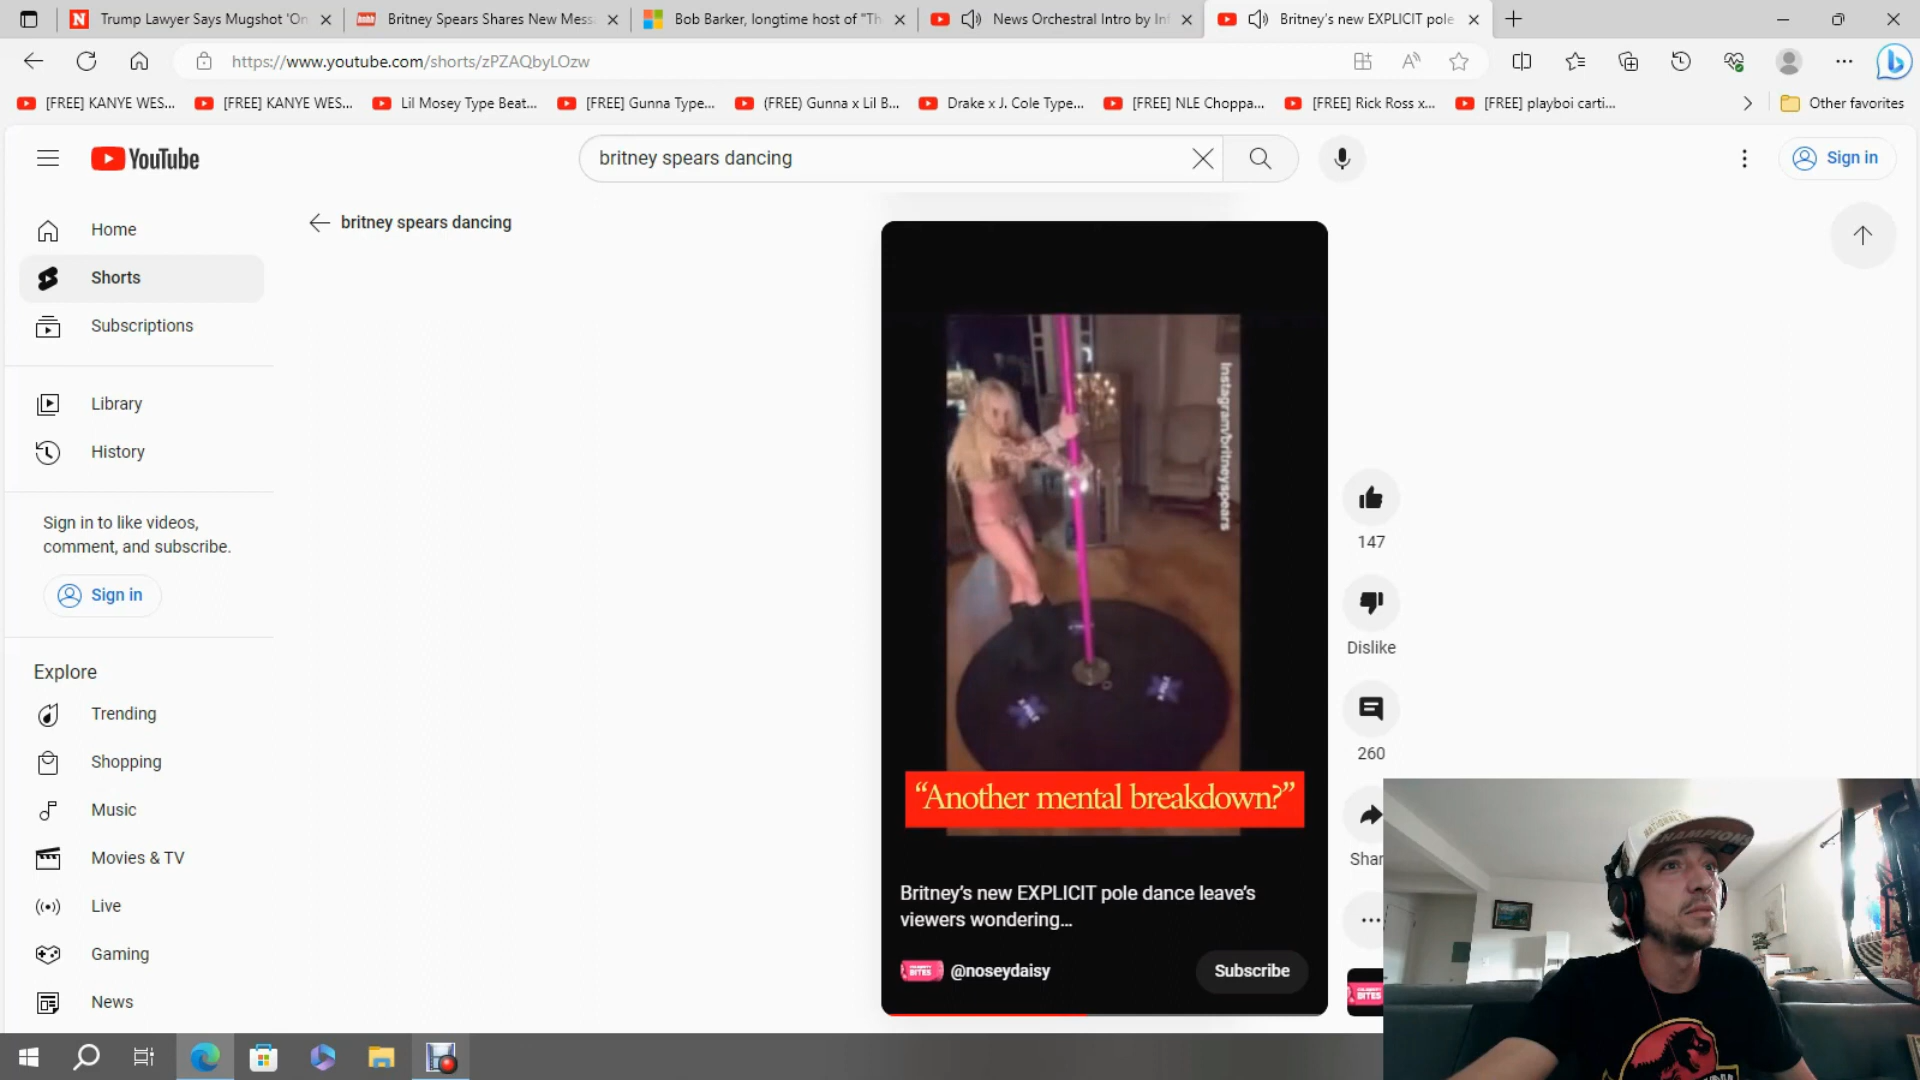 Trump Lawyer Says Mugshot 'On
Britney Spears Shares New Mess
Bob Barker, longtime host of "Th
News Orchestral Intro by Inf
Britney's new EXPLICIT pole
https://www.youtube.com/shorts/zPZAQbyLOzw
[FREE] KANYE WES...
[FREE] KANYE WES...
Lil Mosey Type Beat...
[FREE] Gunna Type...
(FREE) Gunna x Lil B...
Drake x J. Cole Type...
[FREE] NLE Choppa...
[FREE] Rick Ross x...
[FREE] playboi carti...
Other favorites
YouTube
britney spears dancing
Sign in
Home
Shorts
Subscriptions
Library
History
Sign in to like videos,
comment, and subscribe.
Sign in
Explore
Trending
Shopping
Music
Movies & TV
Live
Gaming
News
britney spears dancing
Instagram/britneyspears
“Another mental breakdown?”
Britney’s new EXPLICIT pole dance leave’s
viewers wondering...
@noseydaisy
Subscribe
147
Dislike
260
Shar
BITES
NATIONAL
CHAMPIONS